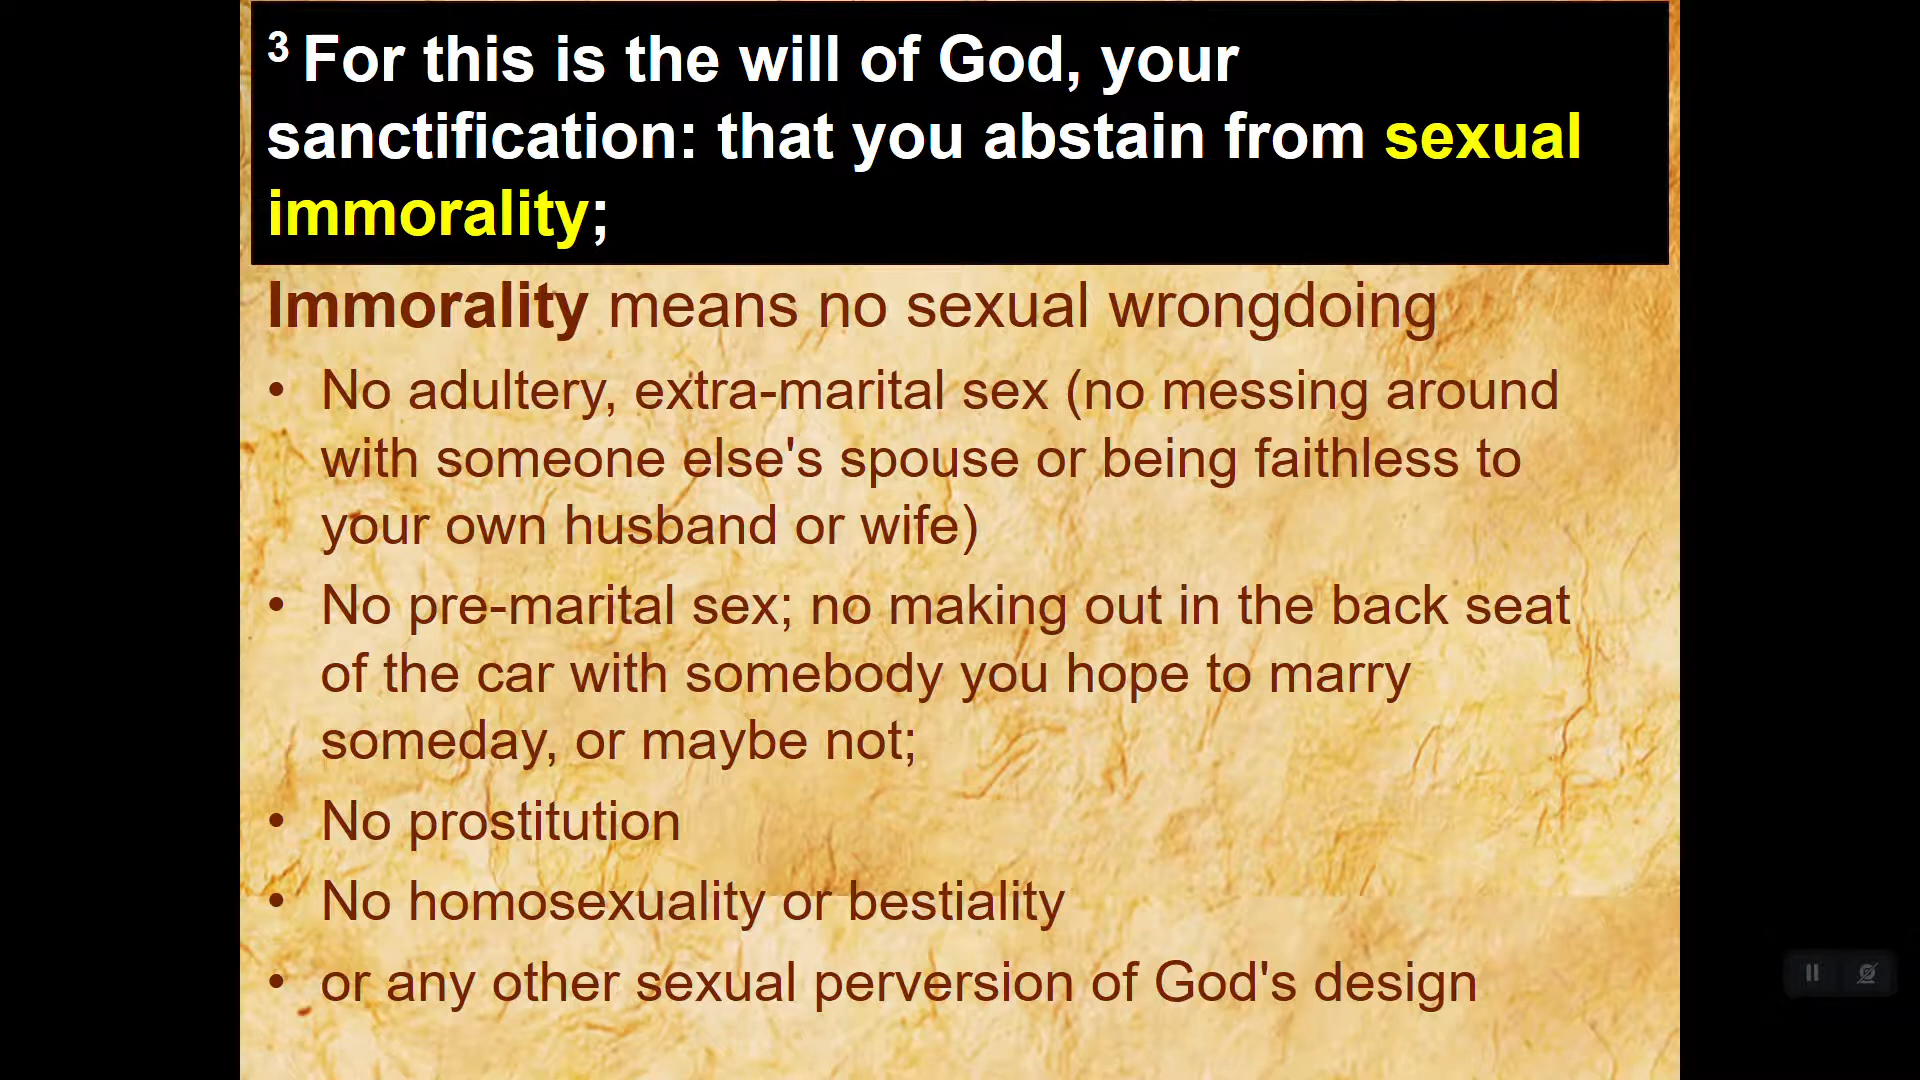 3 For this is the will of God, your
sanctification: that you abstain from sexual
immorality;
Immorality means no sexual wrongdoing
• No adultery, extra-marital sex (no messing around
with someone else's spouse or being faithless to
your own husband or wife)
• No pre-marital sex; no making out in the back seat
of the car with somebody you hope to marry
someday, or maybe not;
• No prostitution
• No homosexuality or bestiality
• or any other sexual perversion of God's design